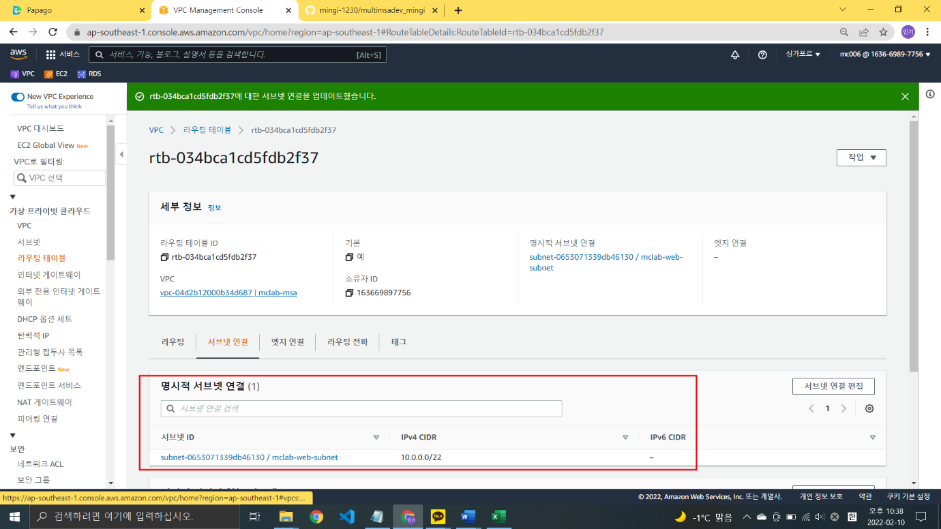 Papago
VPC Management Console
mingi-1230/multimsadev_mingi
ap-southeast-1.console.aws.amazon.com/vpc/home?region=ap-southeast-1#RouteTableDetails:RouteTableId=rtb-034bca1cd5fdb2f37
민기
aws
서비스
서비스, 기능, 블로그, 설명서 등을 검색합니다.
[Alt+S]
싱가포르
mc006 @ 1636-6989-7756
VPC
EC2
RDS
New VPC Experience
Tell us what you think
rtb-034bca1cd5fdb2f37에 대한 서브넷 연결을 업데이트했습니다.
VPC 대시보드
EC2 Global View New
VPC로 필터링:
VPC 선택
가상 프라이빗 클라우드
VPC
서브넷
라우팅 테이블
인터넷 게이트웨이
외부 전용 인터넷 게이트
웨이
DHCP 옵션 세트
탄력적 IP
관리형 접두사 목록
엔드포인트 New
엔드포인트 서비스
NAT 게이트웨이
피어링 연결
보안
네트워크 ACL
보안 그룹
VPC
라우팅 테이블
rtb-034bca1cd5fdb2f37
rtb-034bca1cd5fdb2f37
작업
세부 정보 정보
라우팅 테이블 ID
rtb-034bca1cd5fdb2f37
기본
예
명시적 서브넷 연결
subnet-0653071339db46130 / mclab-web-
subnet
엣지 연결
–
VPC
vpc-04d2b12000b34d687 | mclab-msa
소유자 ID
163669897756
라우팅
서브넷 연결
엣지 연결
라우팅 전파
태그
명시적 서브넷 연결 (1)
서브넷 연결 편집
서브넷 연결 검색
1
서브넷 ID
IPv4 CIDR
IPv6 CIDR
subnet-0653071339db46130 / mclab-web-subnet
10.0.0.0/22
–
https://ap-southeast-1.console.aws.amazon.com/vpc/home?region=ap-southeast-1#vpcs:...
© 2022, Amazon Web Services, Inc. 또는 계열사.
개인 정보 보호
약관
쿠키 기본 설정
검색하려면 여기에 입력하십시오.
-1°C 맑음
오후 10:38
2022-02-10